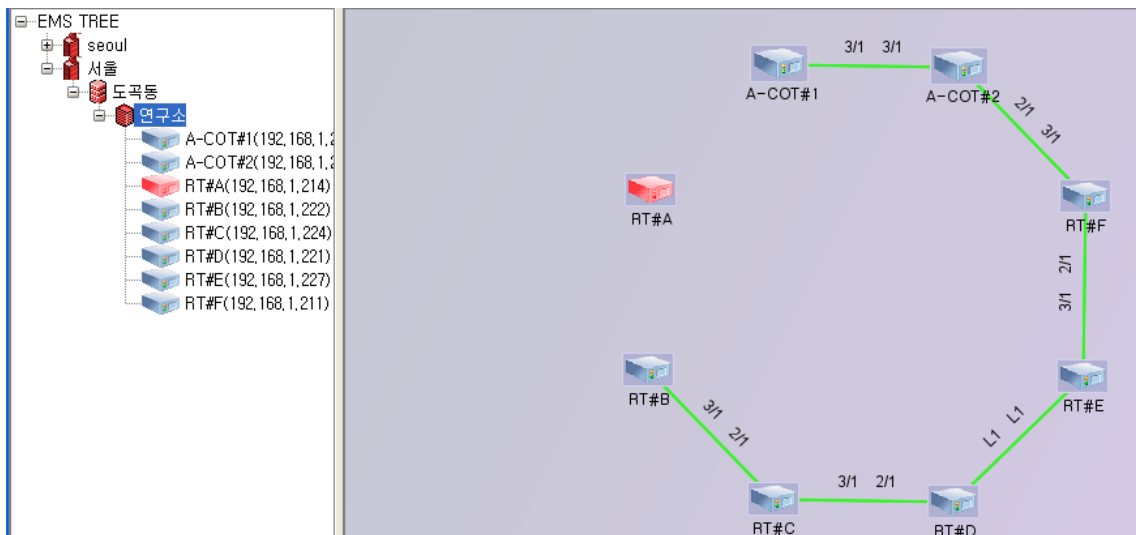 EMS TREE
seoul
서울
도곡동
연구소
A-COT#1(192,168,1,2
A-COT#2(192,168,1,2
RT#A(192,168,1,214)
RT#B(192,168,1,222)
RT#C(192,168,1,224)
RT#D(192,168,1,221)
RT#E(192,168,1,227)
RT#F(192,168,1,211)
3/1 3/1
A-COT#1
A-COT#2
2/1 3/1
RT#A
RT#F
2/1
3/1
RT#B
RT#E
3/1 2/1
L1 L1
3/1 2/1
RT#C
RT#D